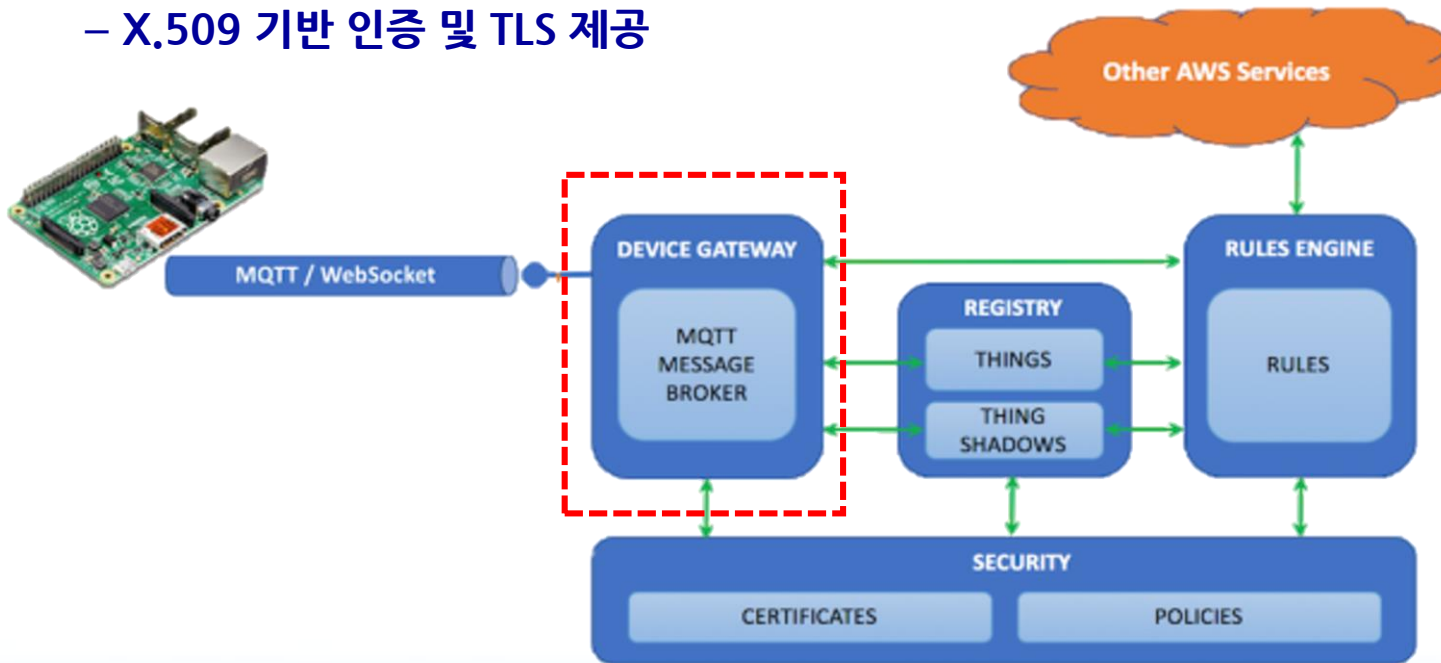 – X.509 기반 인증 및 TLS 제공
Other AWS Services
MQTT / WebSocket
DEVICE GATEWAY
MQTT
MESSAGE
BROKER
REGISTRY
THINGS
THING
SHADOWS
RULES ENGINE
RULES
SECURITY
CERTIFICATES
POLICIES